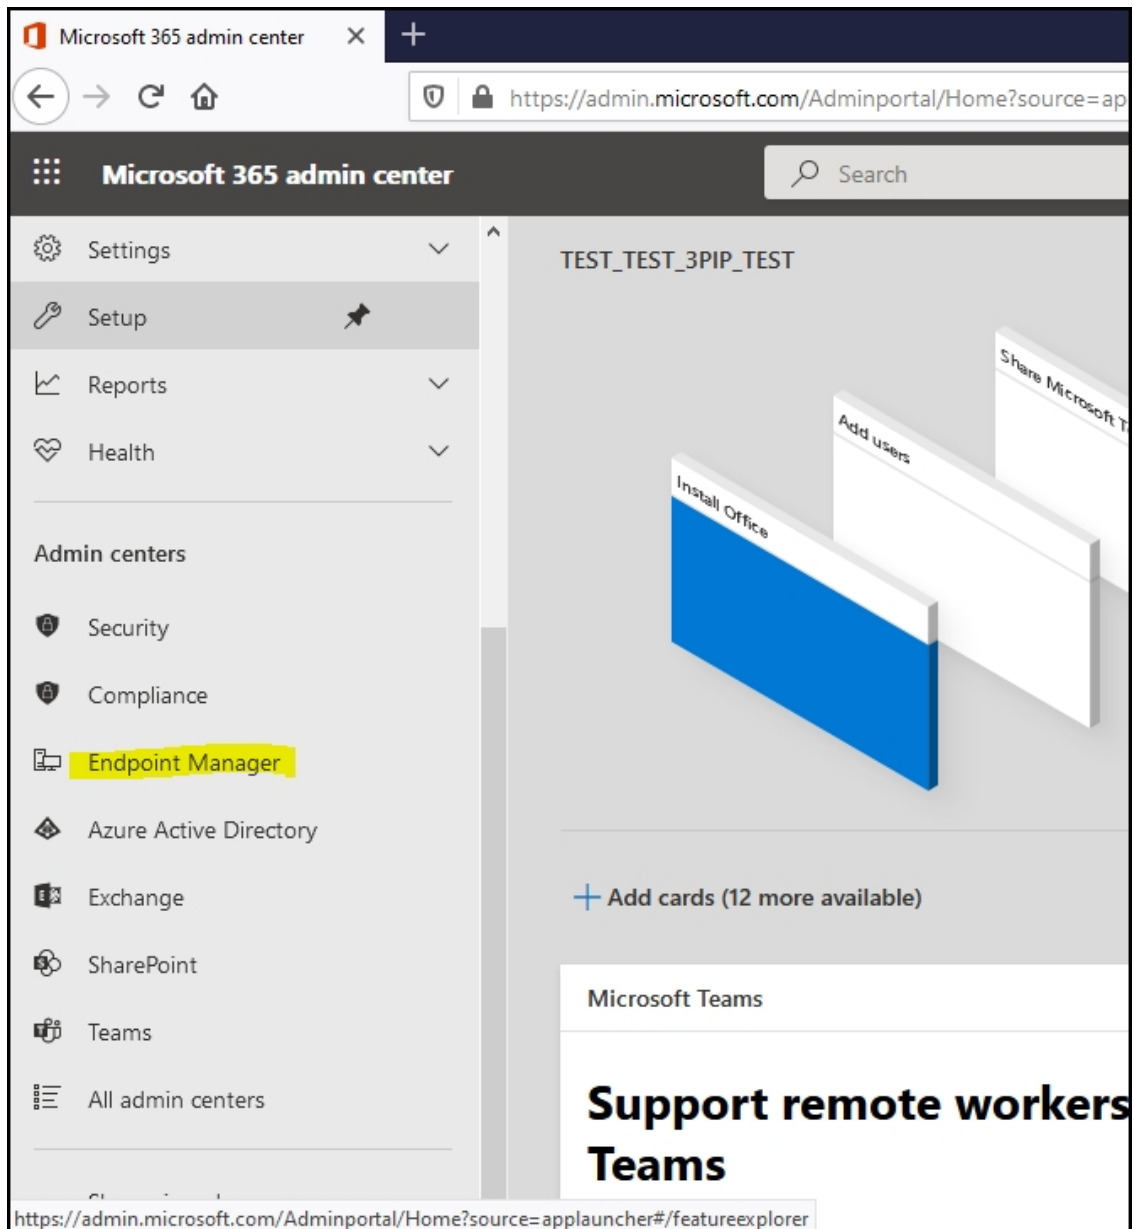 Microsoft 365 admin center
https://admin.microsoft.com/Adminportal/Home?source=ap
Microsoft 365 admin center
Search
Settings
Setup
Reports
Health
Admin centers
Security
Compliance
Endpoint Manager
Azure Active Directory
Exchange
SharePoint
Teams
All admin centers
TEST_TEST_3PIP_TEST
Share Microsoft T
Add users
Install Office
Add cards (12 more available)
Microsoft Teams
Support remote workers
Teams
https://admin.microsoft.com/Adminportal/Home?source=applauncher#/featureexplorer